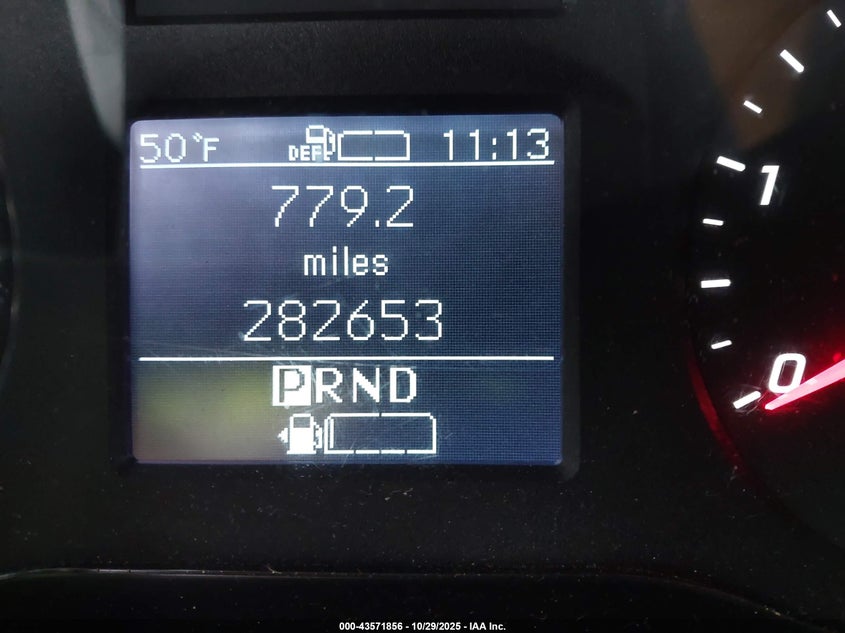 50°F DEF 11:13
779.2
miles
282653
PRND
1
0
000-43571856 - 10/29/2025 - IAA Inc.